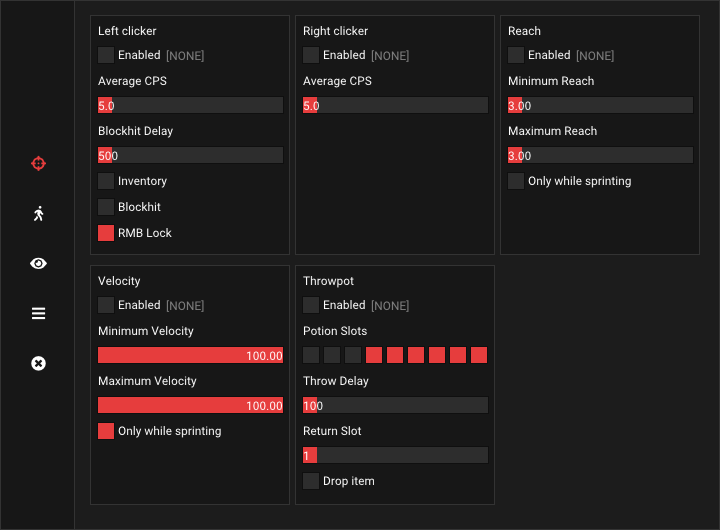 Left clicker
Enabled [NONE]
Average CPS
5.0
Blockhit Delay
500
Inventory
Blockhit
RMB Lock
Right clicker
Enabled [NONE]
Average CPS
5.0
Reach
Enabled [NONE]
Minimum Reach
3.00
Maximum Reach
3.00
Only while sprinting
Velocity
Enabled [NONE]
Minimum Velocity
100.00
Maximum Velocity
100.00
Only while sprinting
Throwpot
Enabled [NONE]
Potion Slots
Throw Delay
100
Return Slot
1
Drop item